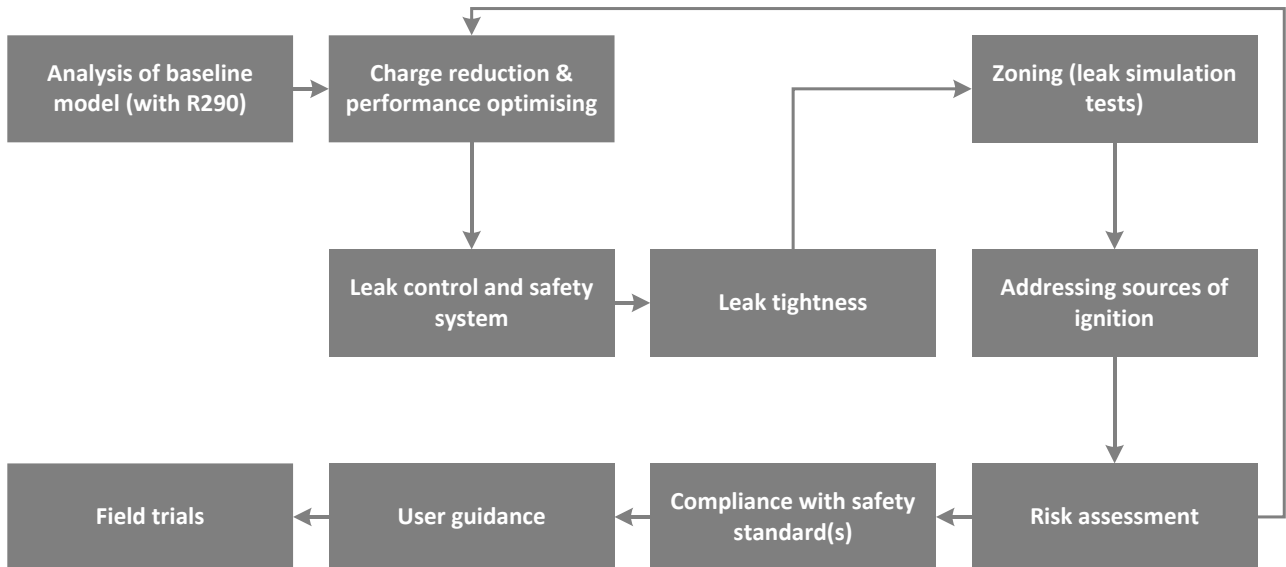 Analysis of baseline
model (with R290)
Charge reduction &
performance optimising
Zoning (leak simulation
tests)
Leak control and safety
system
Leak tightness
Addressing sources of
ignition
Field trials
User guidance
Compliance with safety
standard(s)
Risk assessment